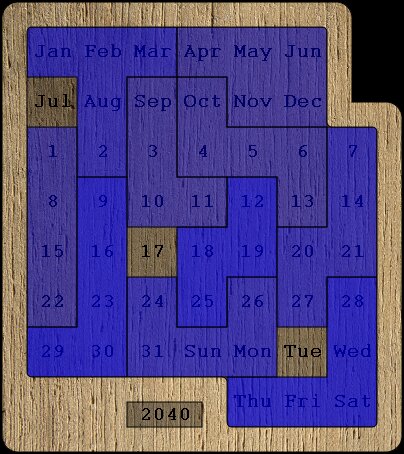 Jan Feb Mar Apr May Jun
Jul Aug Sep Oct Nov Dec
1 2 3 4 5 6 7
8 9 10 11 12 13 14
15 16 17 18 19 20 21
22 23 24 25 26 27 28
29 30 31 Sun Mon Tue Wed
Thu Fri Sat
2040